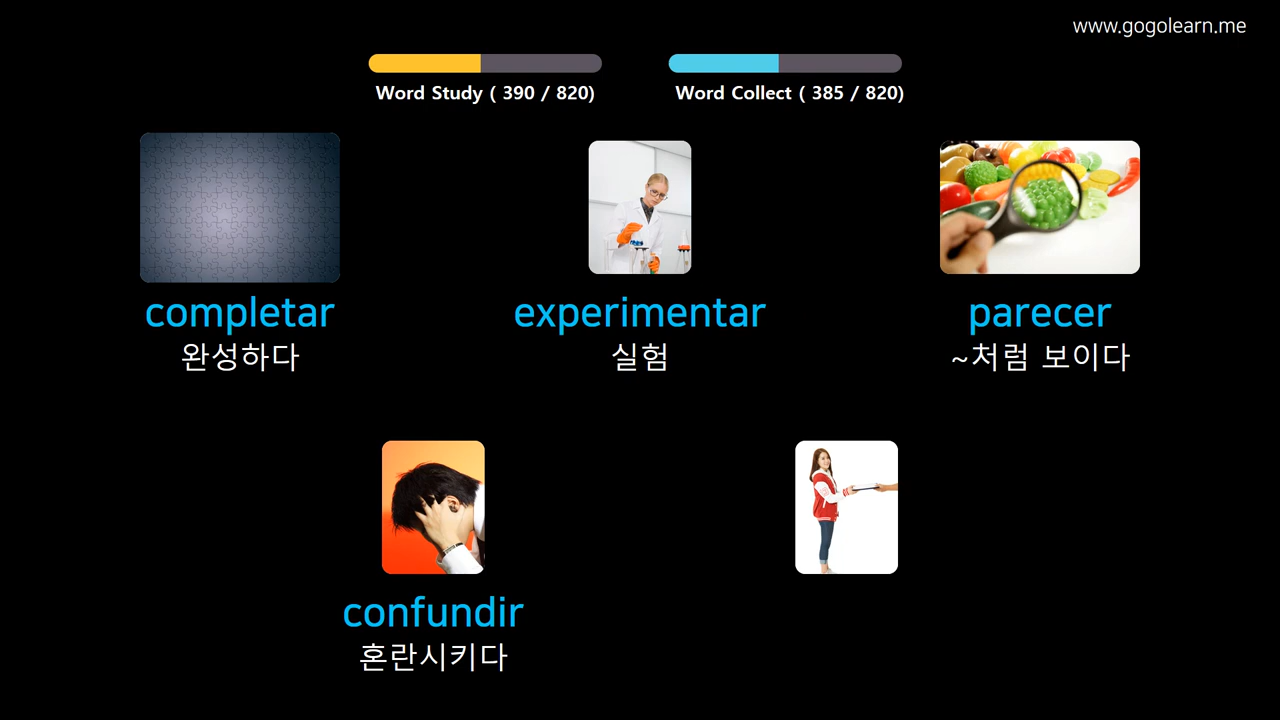 www.gogolearn.me
Word Study ( 390 / 820)
Word Collect ( 385 / 820)
completar
완성하다
experimentar
실험
parecer
~처럼 보이다
confundir
혼란시키다